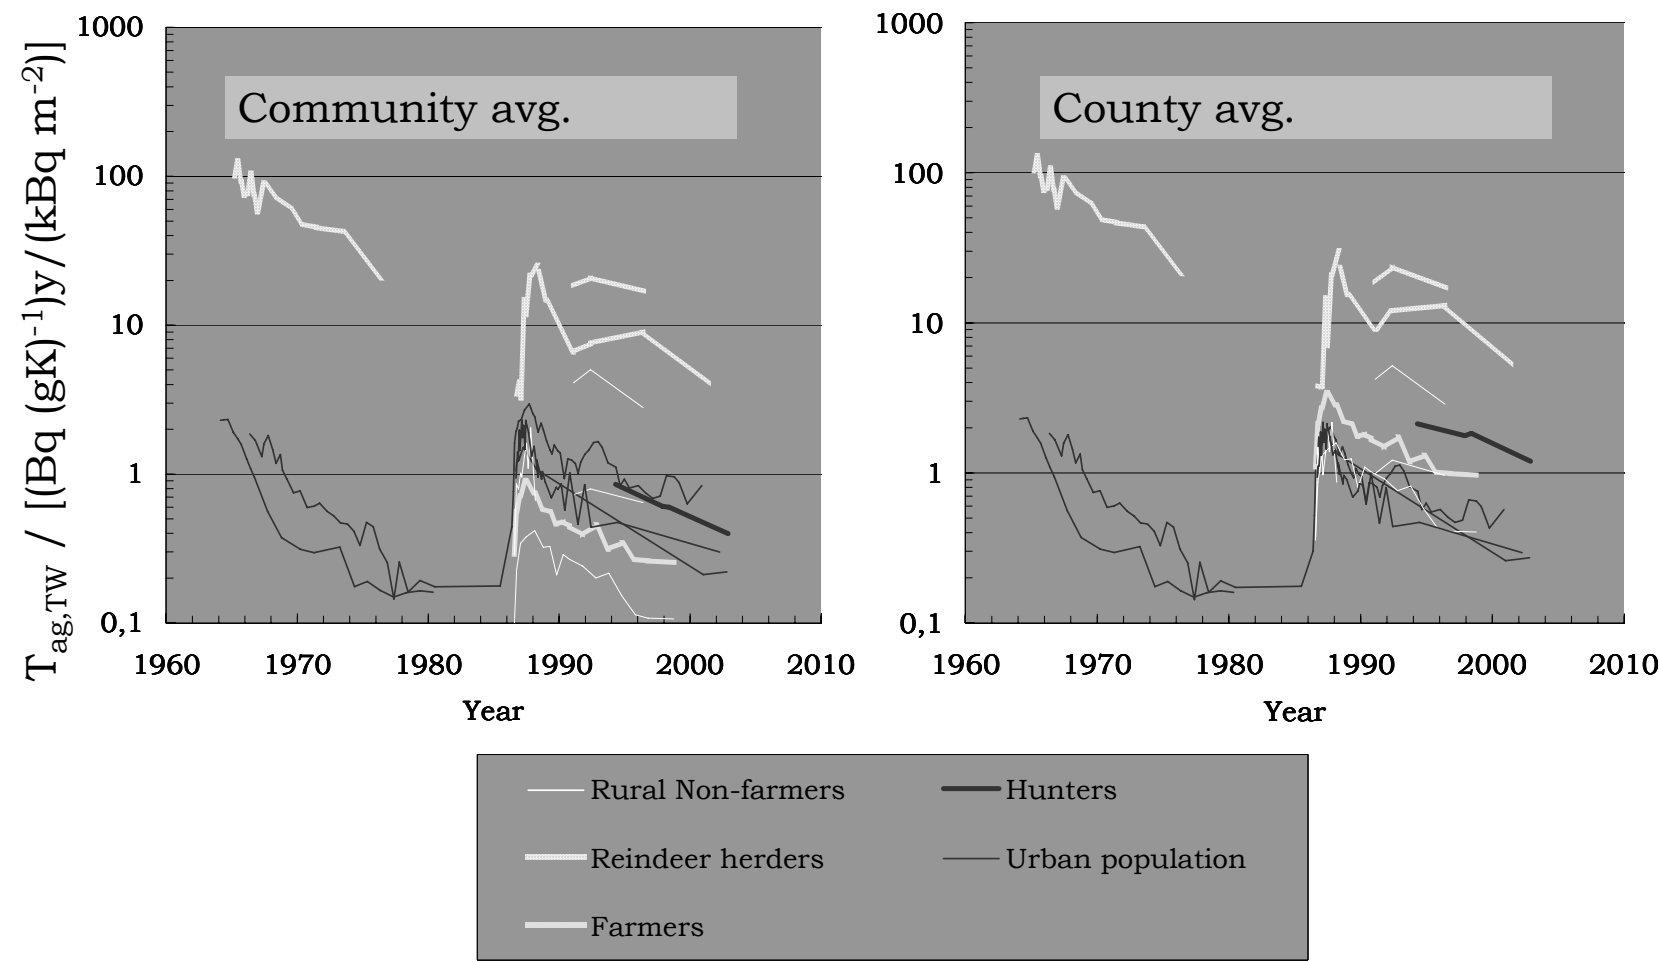 T_ag,TW / [(Bq (gK)^-1)y/(kBq m^-2)]
1000
100
10
1
0,1
Community avg.
1960 1970 1980 1990 2000 2010
Year
1000
100
10
1
0,1
County avg.
1960 1970 1980 1990 2000 2010
Year
Rural Non-farmers
Hunters
Reindeer herders
Urban population
Farmers